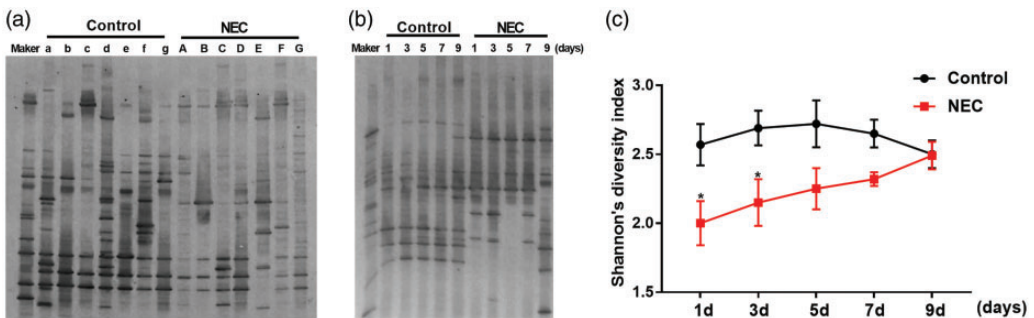 (a)
Control NEC
Maker a b c d e f g A B C D E F G
(b)
Control NEC
Maker 1 3 5 7 9 1 3 5 7 9 (days)
(c)
Shannon's diversity index
3.0
2.5
2.0
1.5
Control
NEC
*
*
1d 3d 5d 7d 9d (days)